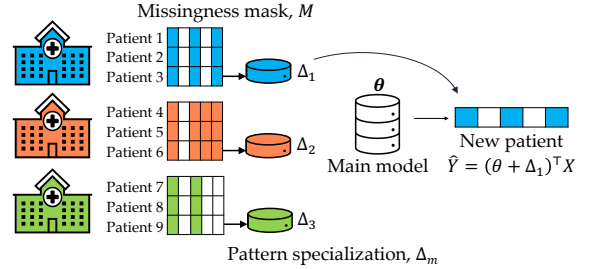 Missingness mask, M
Patient 1
Patient 2
Patient 3
Δ₁
Patient 4
Patient 5
Patient 6
Δ₂
Patient 7
Patient 8
Patient 9
Δ₃
Pattern specialization, Δₘ
θ
Main model
New patient
Ŷ = (θ + Δ₁)ᵀX